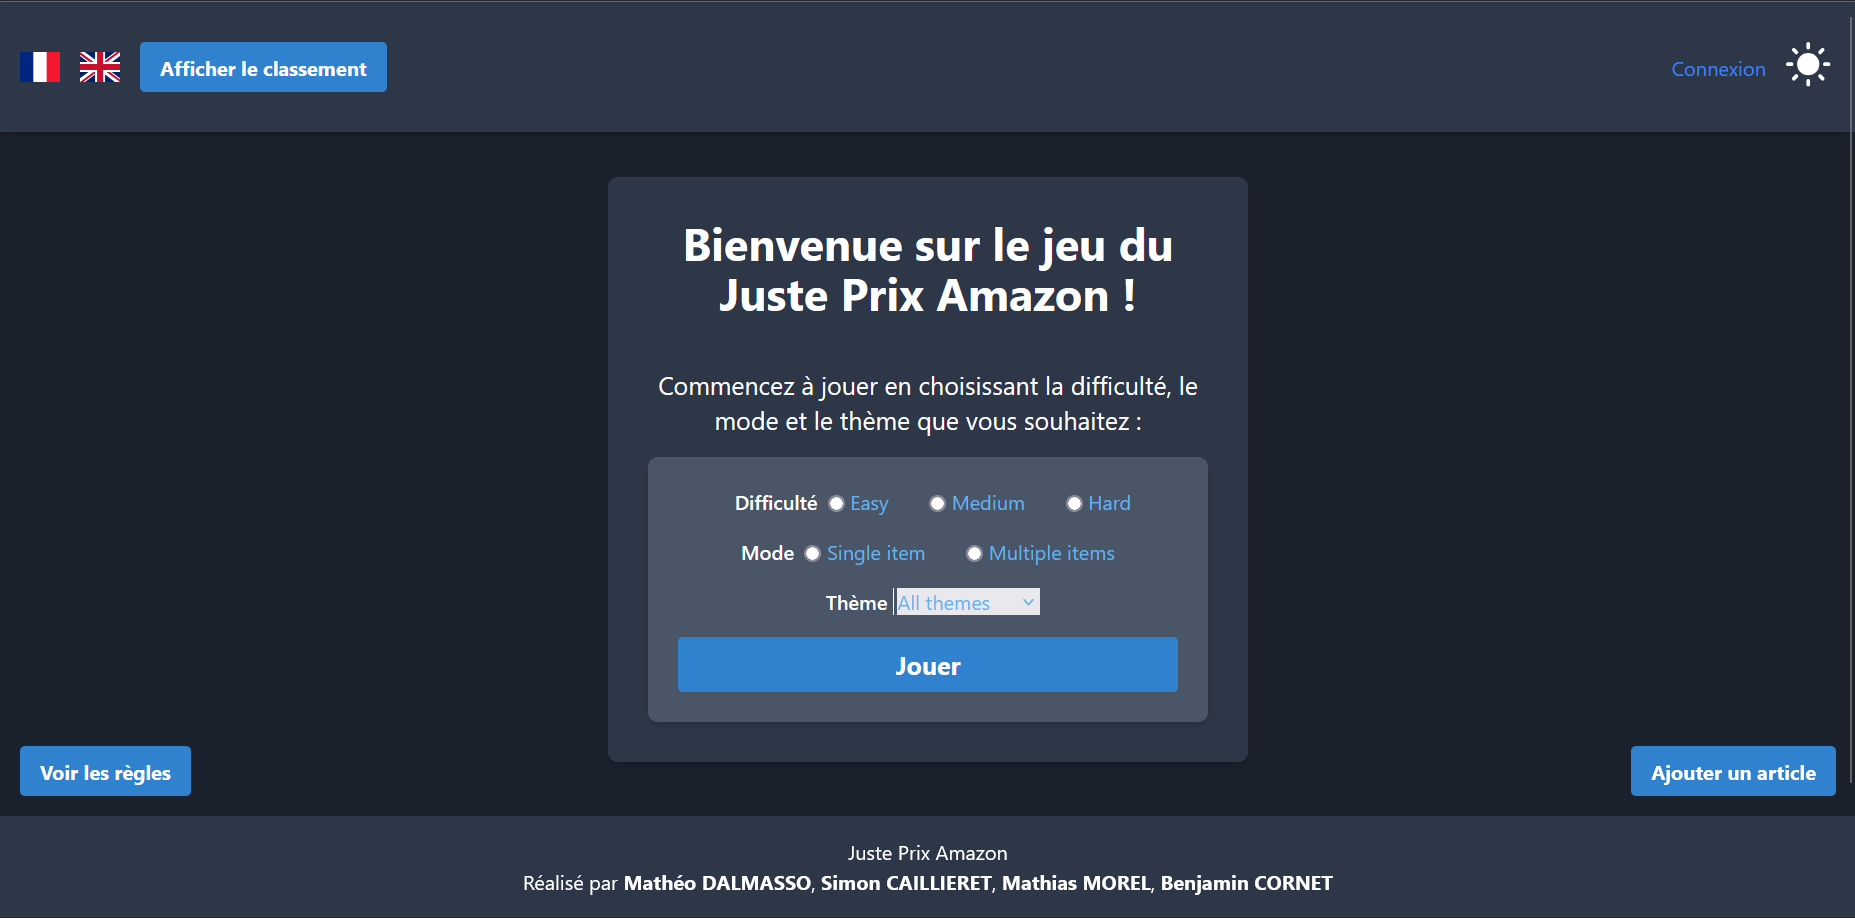 Afficher le classement
Connexion
Bienvenue sur le jeu du
Juste Prix Amazon !
Commencez à jouer en choisissant la difficulté, le
mode et le thème que vous souhaitez :
Difficulté Easy Medium Hard
Mode Single item Multiple items
Thème All themes
Jouer
Voir les règles
Ajouter un article
Juste Prix Amazon
Réalisé par Mathéo DALMASSO, Simon CAILLIERET, Mathias MOREL, Benjamin CORNET